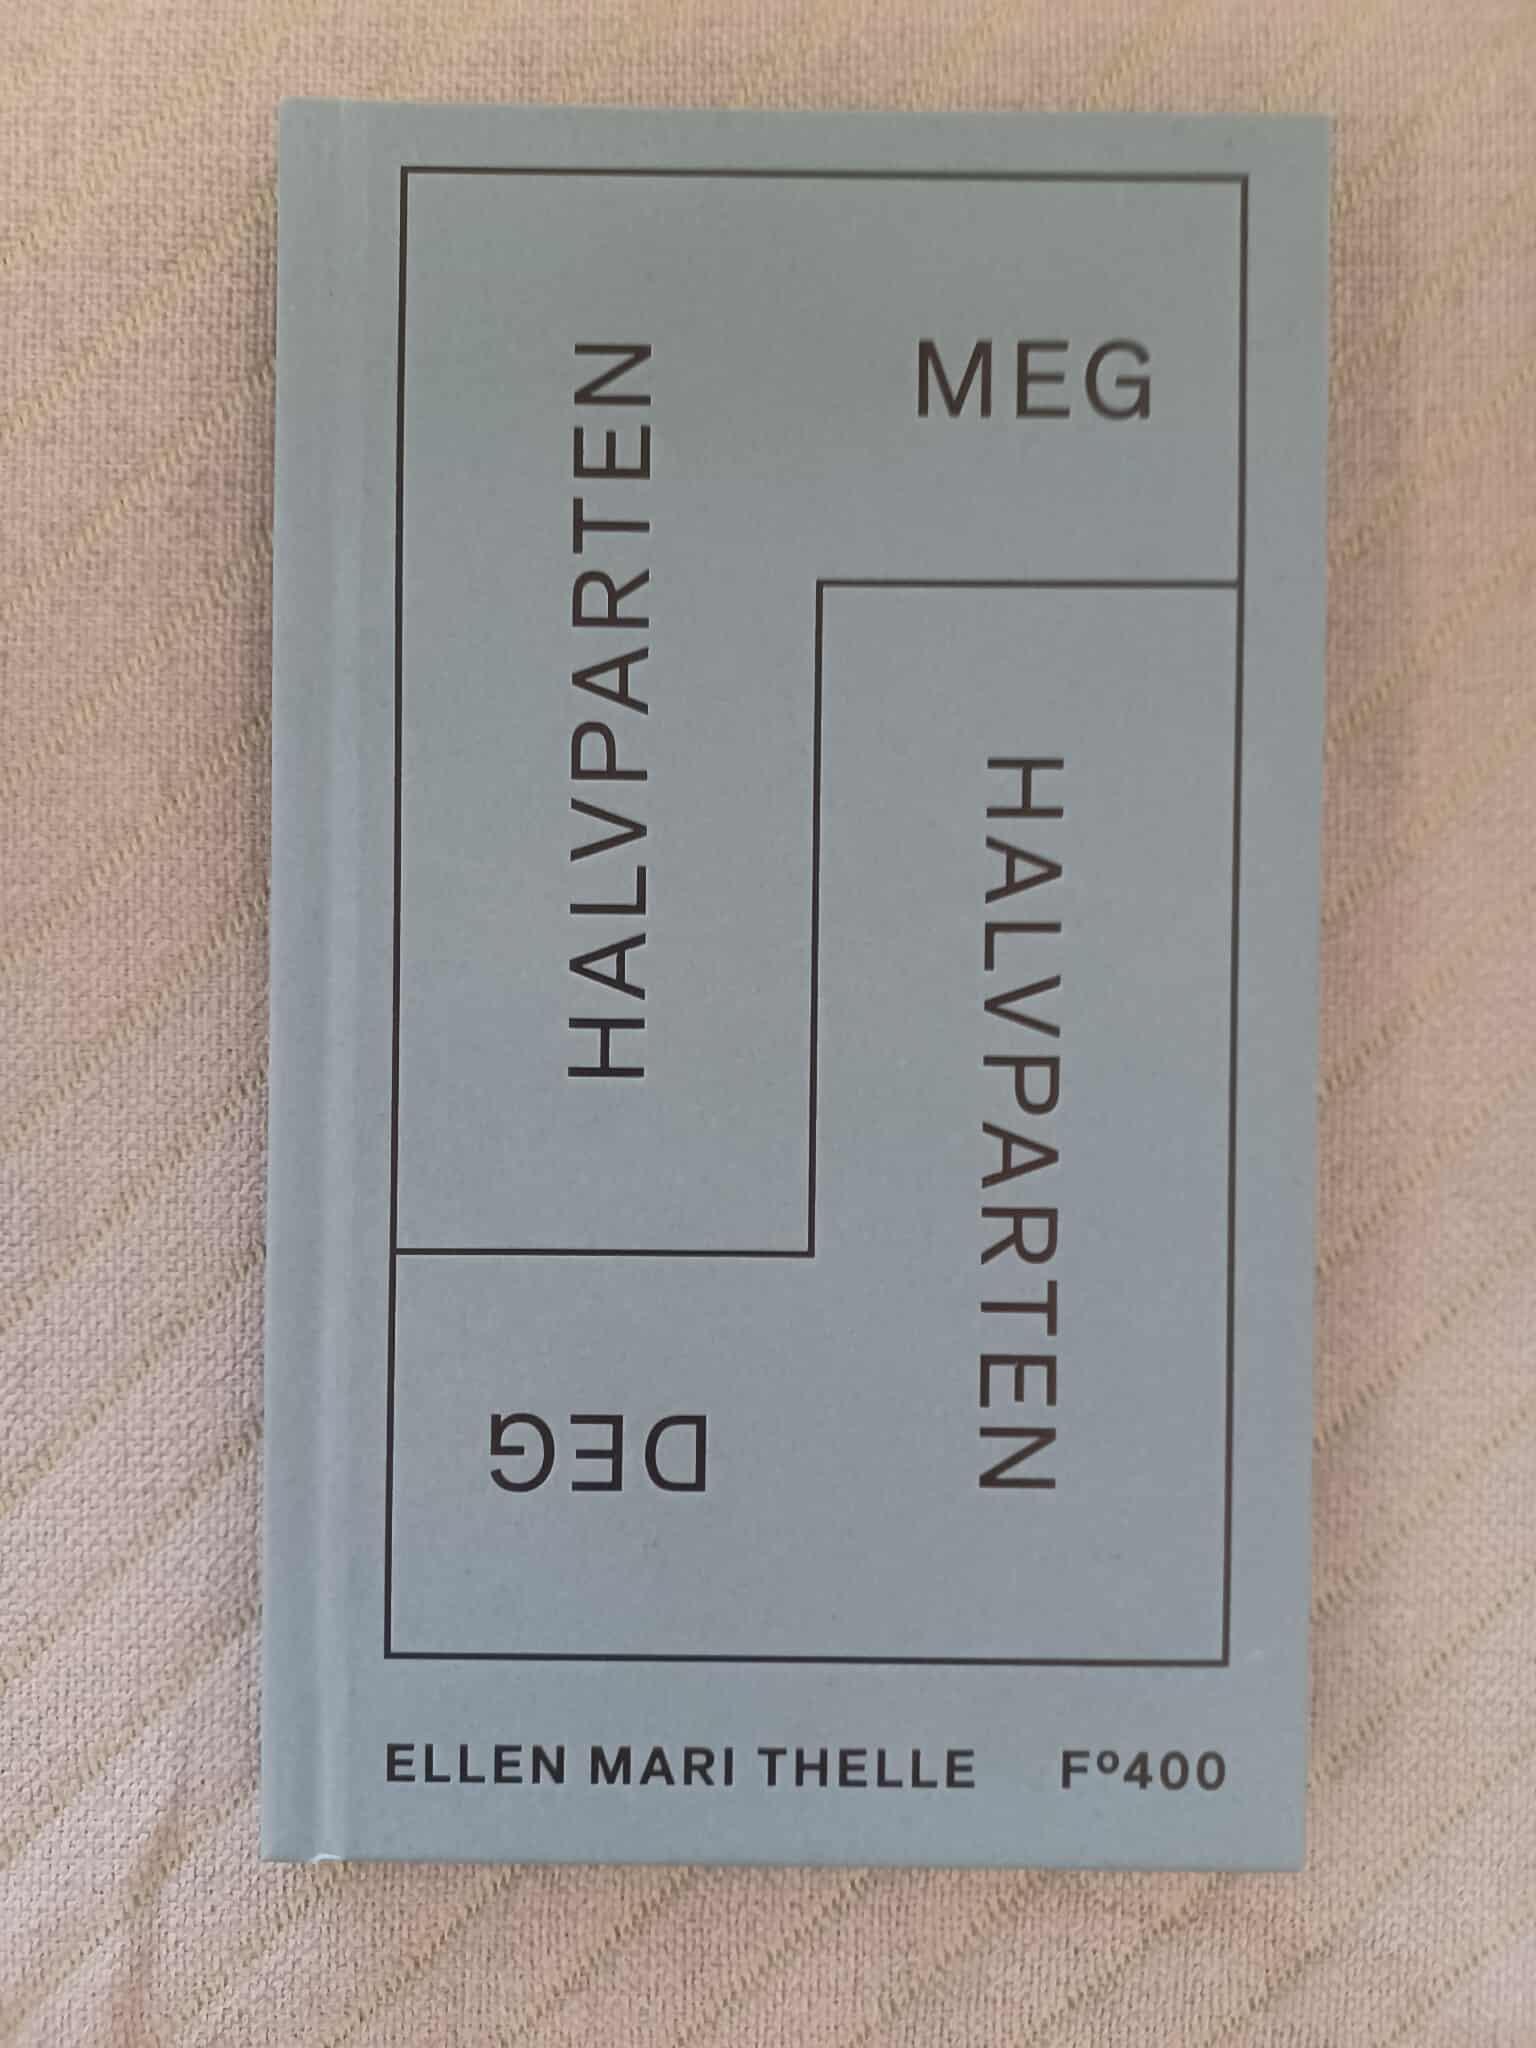 HALVPARTEN
MEG
HALVPARTEN
DEG
ELLEN MARI THELLE
Fº400